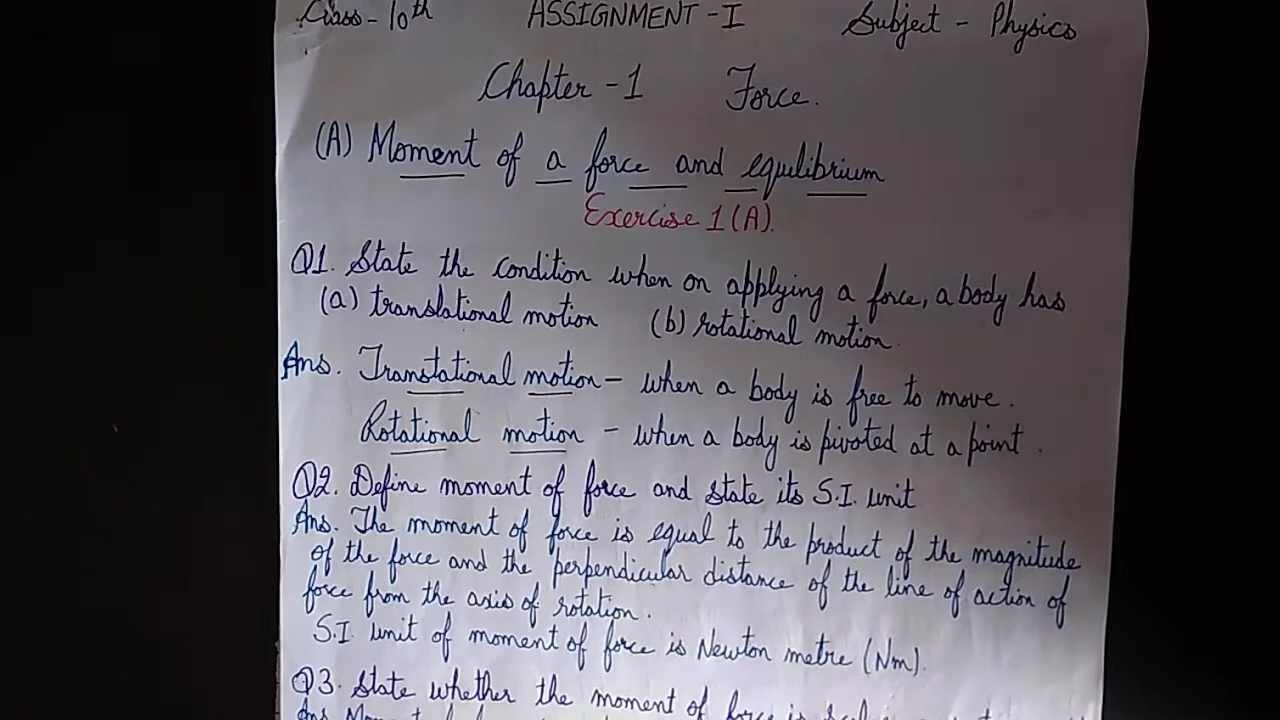 Class - 10th ASSIGNMENT - I Subject - Physics
Chapter - 1 Force.
(A) Moment of a force and equilibrium
Exercise 1(A).
Q1. State the condition when on applying a force, a body has
(a) translational motion (b) rotational motion.
Ans. Transtational motion - when a body is free to move.
Rotational motion - when a body is pivoted at a point.
Q2. Define moment of force and state its S.I. unit
Ans. The moment of force is equal to the product of the magnitude
of the force and the perpendicular distance of the line of action of
force from the axis of rotation.
S.I. unit of moment of force is Newton metre (Nm).
Q3. State whether the moment of force is
Ans. Moment